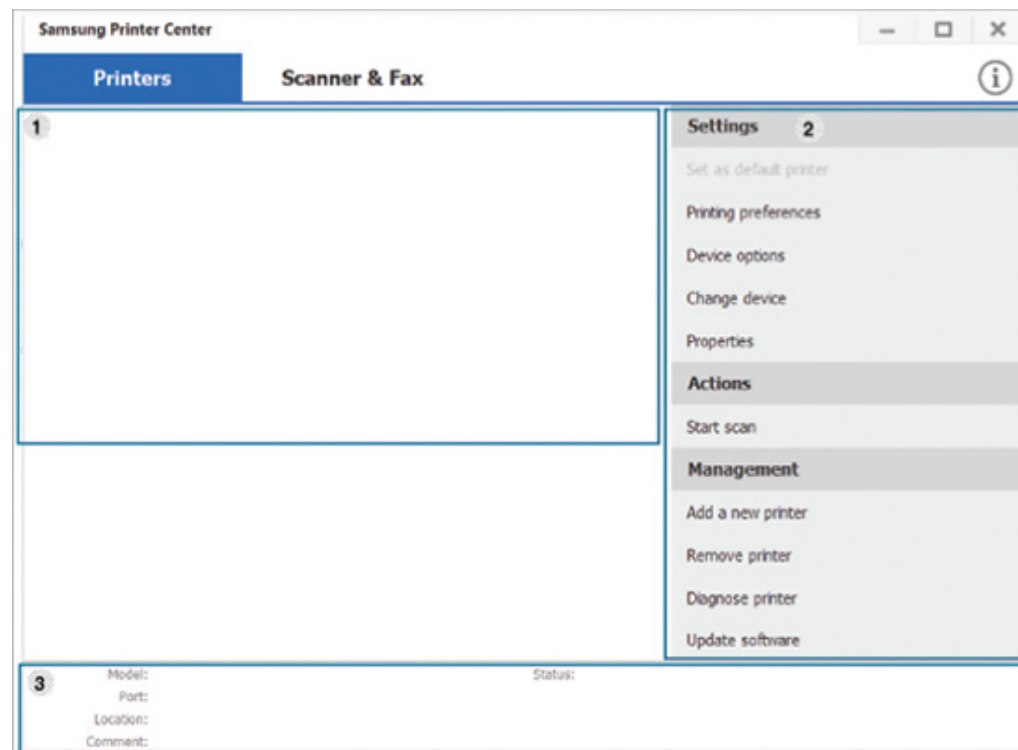 Samsung Printer Center
Printers
Scanner & Fax
i
1
Settings 2
Set as default printer
Printing preferences
Device options
Change device
Properties
Actions
Start scan
Management
Add a new printer
Remove printer
Diagnose printer
Update software
3
Model: Status:
Port:
Location:
Comment: